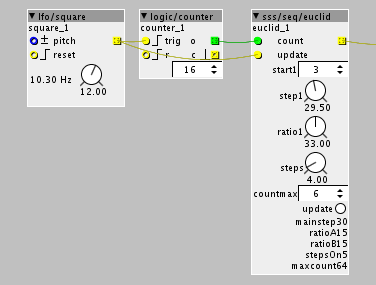 lfo/square
square_1
± pitch
reset
10.30 Hz
12.00
logic/counter
counter_1
trig o
r c
16
sss/seq/euclid
euclid_1
count
update
start1 3
step1
29.50
ratio1
33.00
steps
4.00
countmax 6
update
mainstep30
ratioA15
ratioB15
stepsOn5
maxcount64